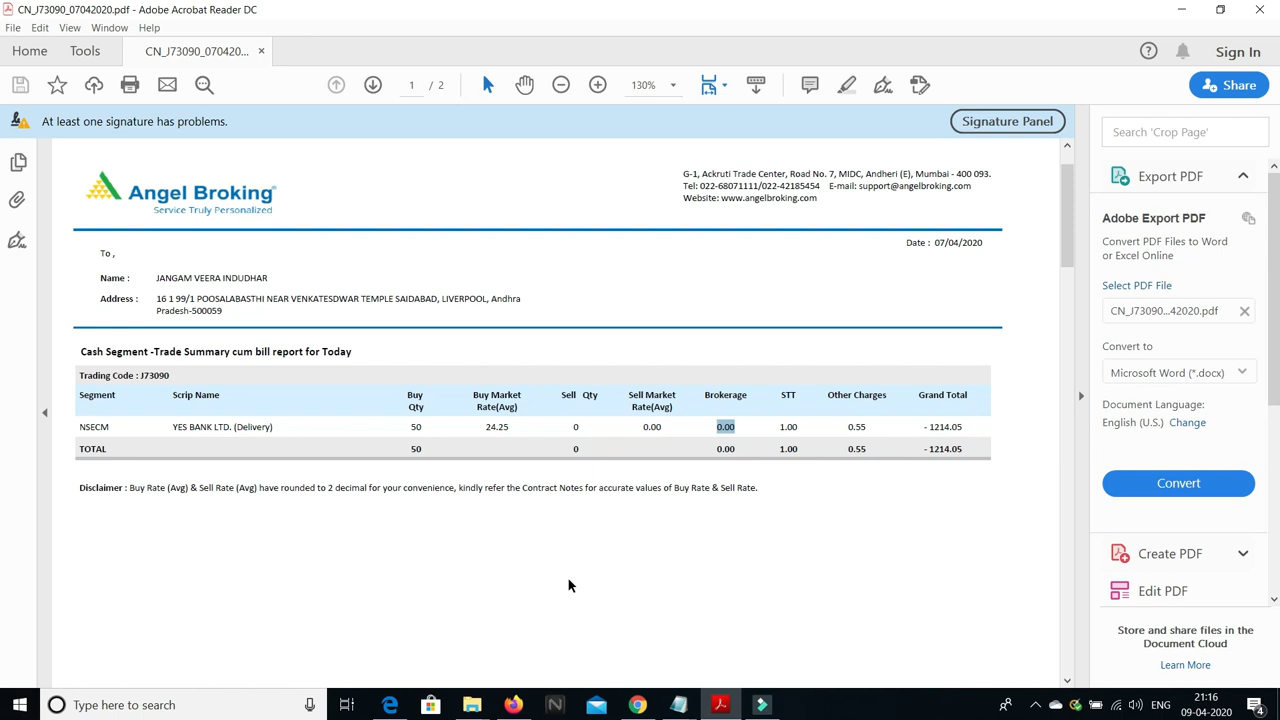 CN_J73090_07042020.pdf - Adobe Acrobat Reader DC
File Edit View Window Help
Home Tools CN_J73090_070420... × Sign In
1 / 2 130% Share
At least one signature has problems. Signature Panel
Search 'Crop Page'
Angel Broking
Service Truly Personalized
G-1, Ackruti Trade Center, Road No. 7, MIDC, Andheri (E), Mumbai - 400 093.
Tel: 022-68071111/022-42185454 E-mail: support@angelbroking.com
Website: www.angelbroking.com
Date : 07/04/2020
To ,
Name : JANGAM VEERA INDUDHAR
Address : 16 1 99/1 POOSALABASTHI NEAR VENKATESDWAR TEMPLE SAIDABAD, LIVERPOOL, Andhra
Pradesh-500059
Cash Segment -Trade Summary cum bill report for Today
Trading Code : J73090
Segment Scrip Name Buy Qty Buy Market Rate(Avg) Sell Qty Sell Market Rate(Avg) Brokerage STT Other Charges Grand Total
NSECM YES BANK LTD. (Delivery) 50 24.25 0 0.00 0.00 1.00 0.55 - 1214.05
TOTAL 50 0 0.00 1.00 0.55 - 1214.05
Disclaimer : Buy Rate (Avg) & Sell Rate (Avg) have rounded to 2 decimal for your convenience, kindly refer the Contract Notes for accurate values of Buy Rate & Sell Rate.
Export PDF
Adobe Export PDF
Convert PDF Files to Word
or Excel Online
Select PDF File
CN_J73090...42020.pdf
Convert to
Microsoft Word (*.docx)
Document Language:
English (U.S.) Change
Convert
Create PDF
Edit PDF
Store and share files in the
Document Cloud
Learn More
Type here to search
ENG
21:16
09-04-2020
4